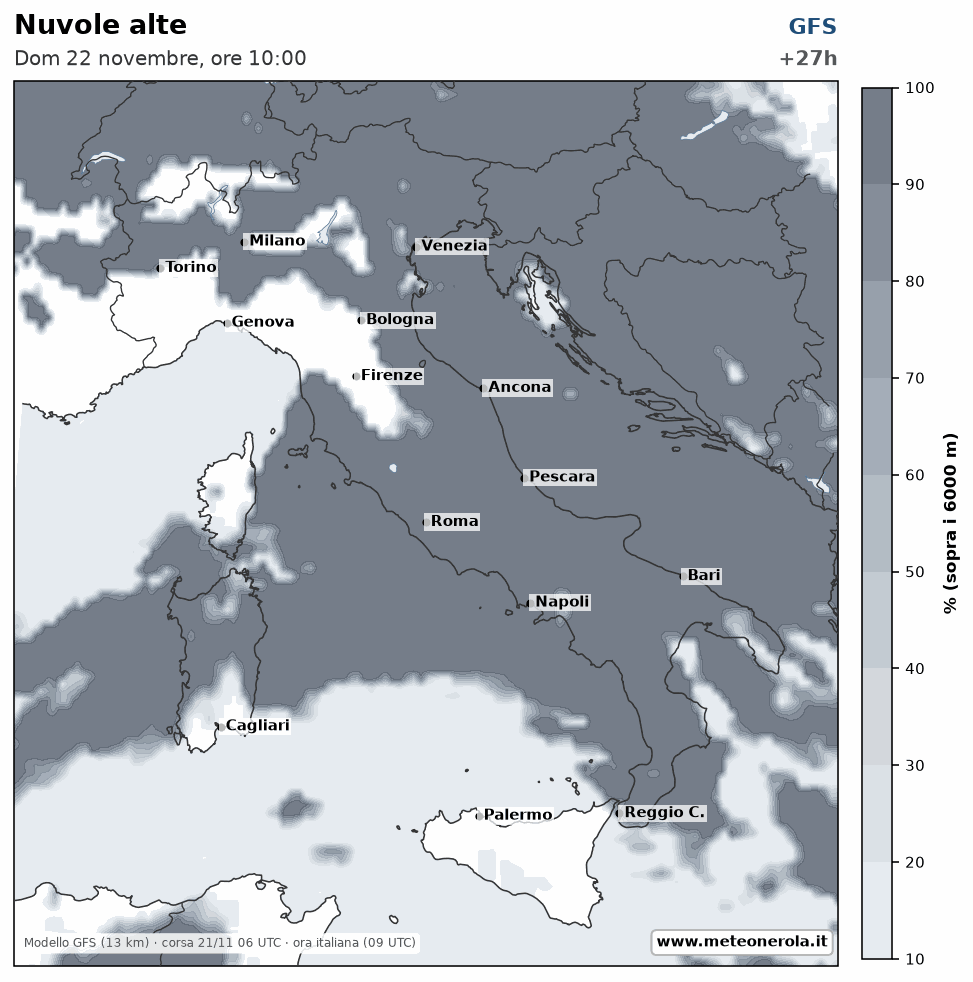 Nuvole alte
GFS
Dom 22 novembre, ore 10:00
+27h
Milano
Venezia
Torino
Genova
Bologna
Firenze
Ancona
Pescara
Roma
Bari
Napoli
Cagliari
Palermo
Reggio C.
Modello GFS (13 km) · corsa 21/11 06 UTC · ora italiana (09 UTC)
www.meteonerola.it
100
90
80
70
60
50
40
30
20
10
% (sopra i 6000 m)